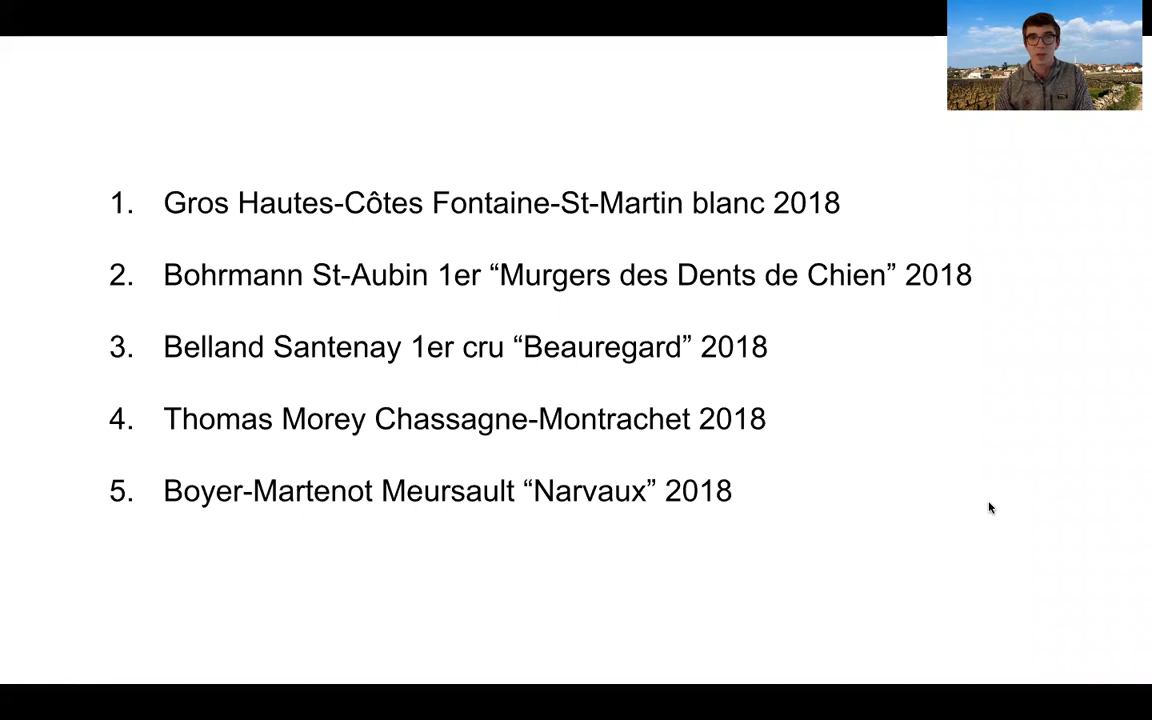 1. Gros Hautes-Côtes Fontaine-St-Martin blanc 2018
2. Bohrmann St-Aubin 1er “Murgers des Dents de Chien” 2018
3. Belland Santenay 1er cru “Beauregard” 2018
4. Thomas Morey Chassagne-Montrachet 2018
5. Boyer-Martenot Meursault “Narvaux” 2018